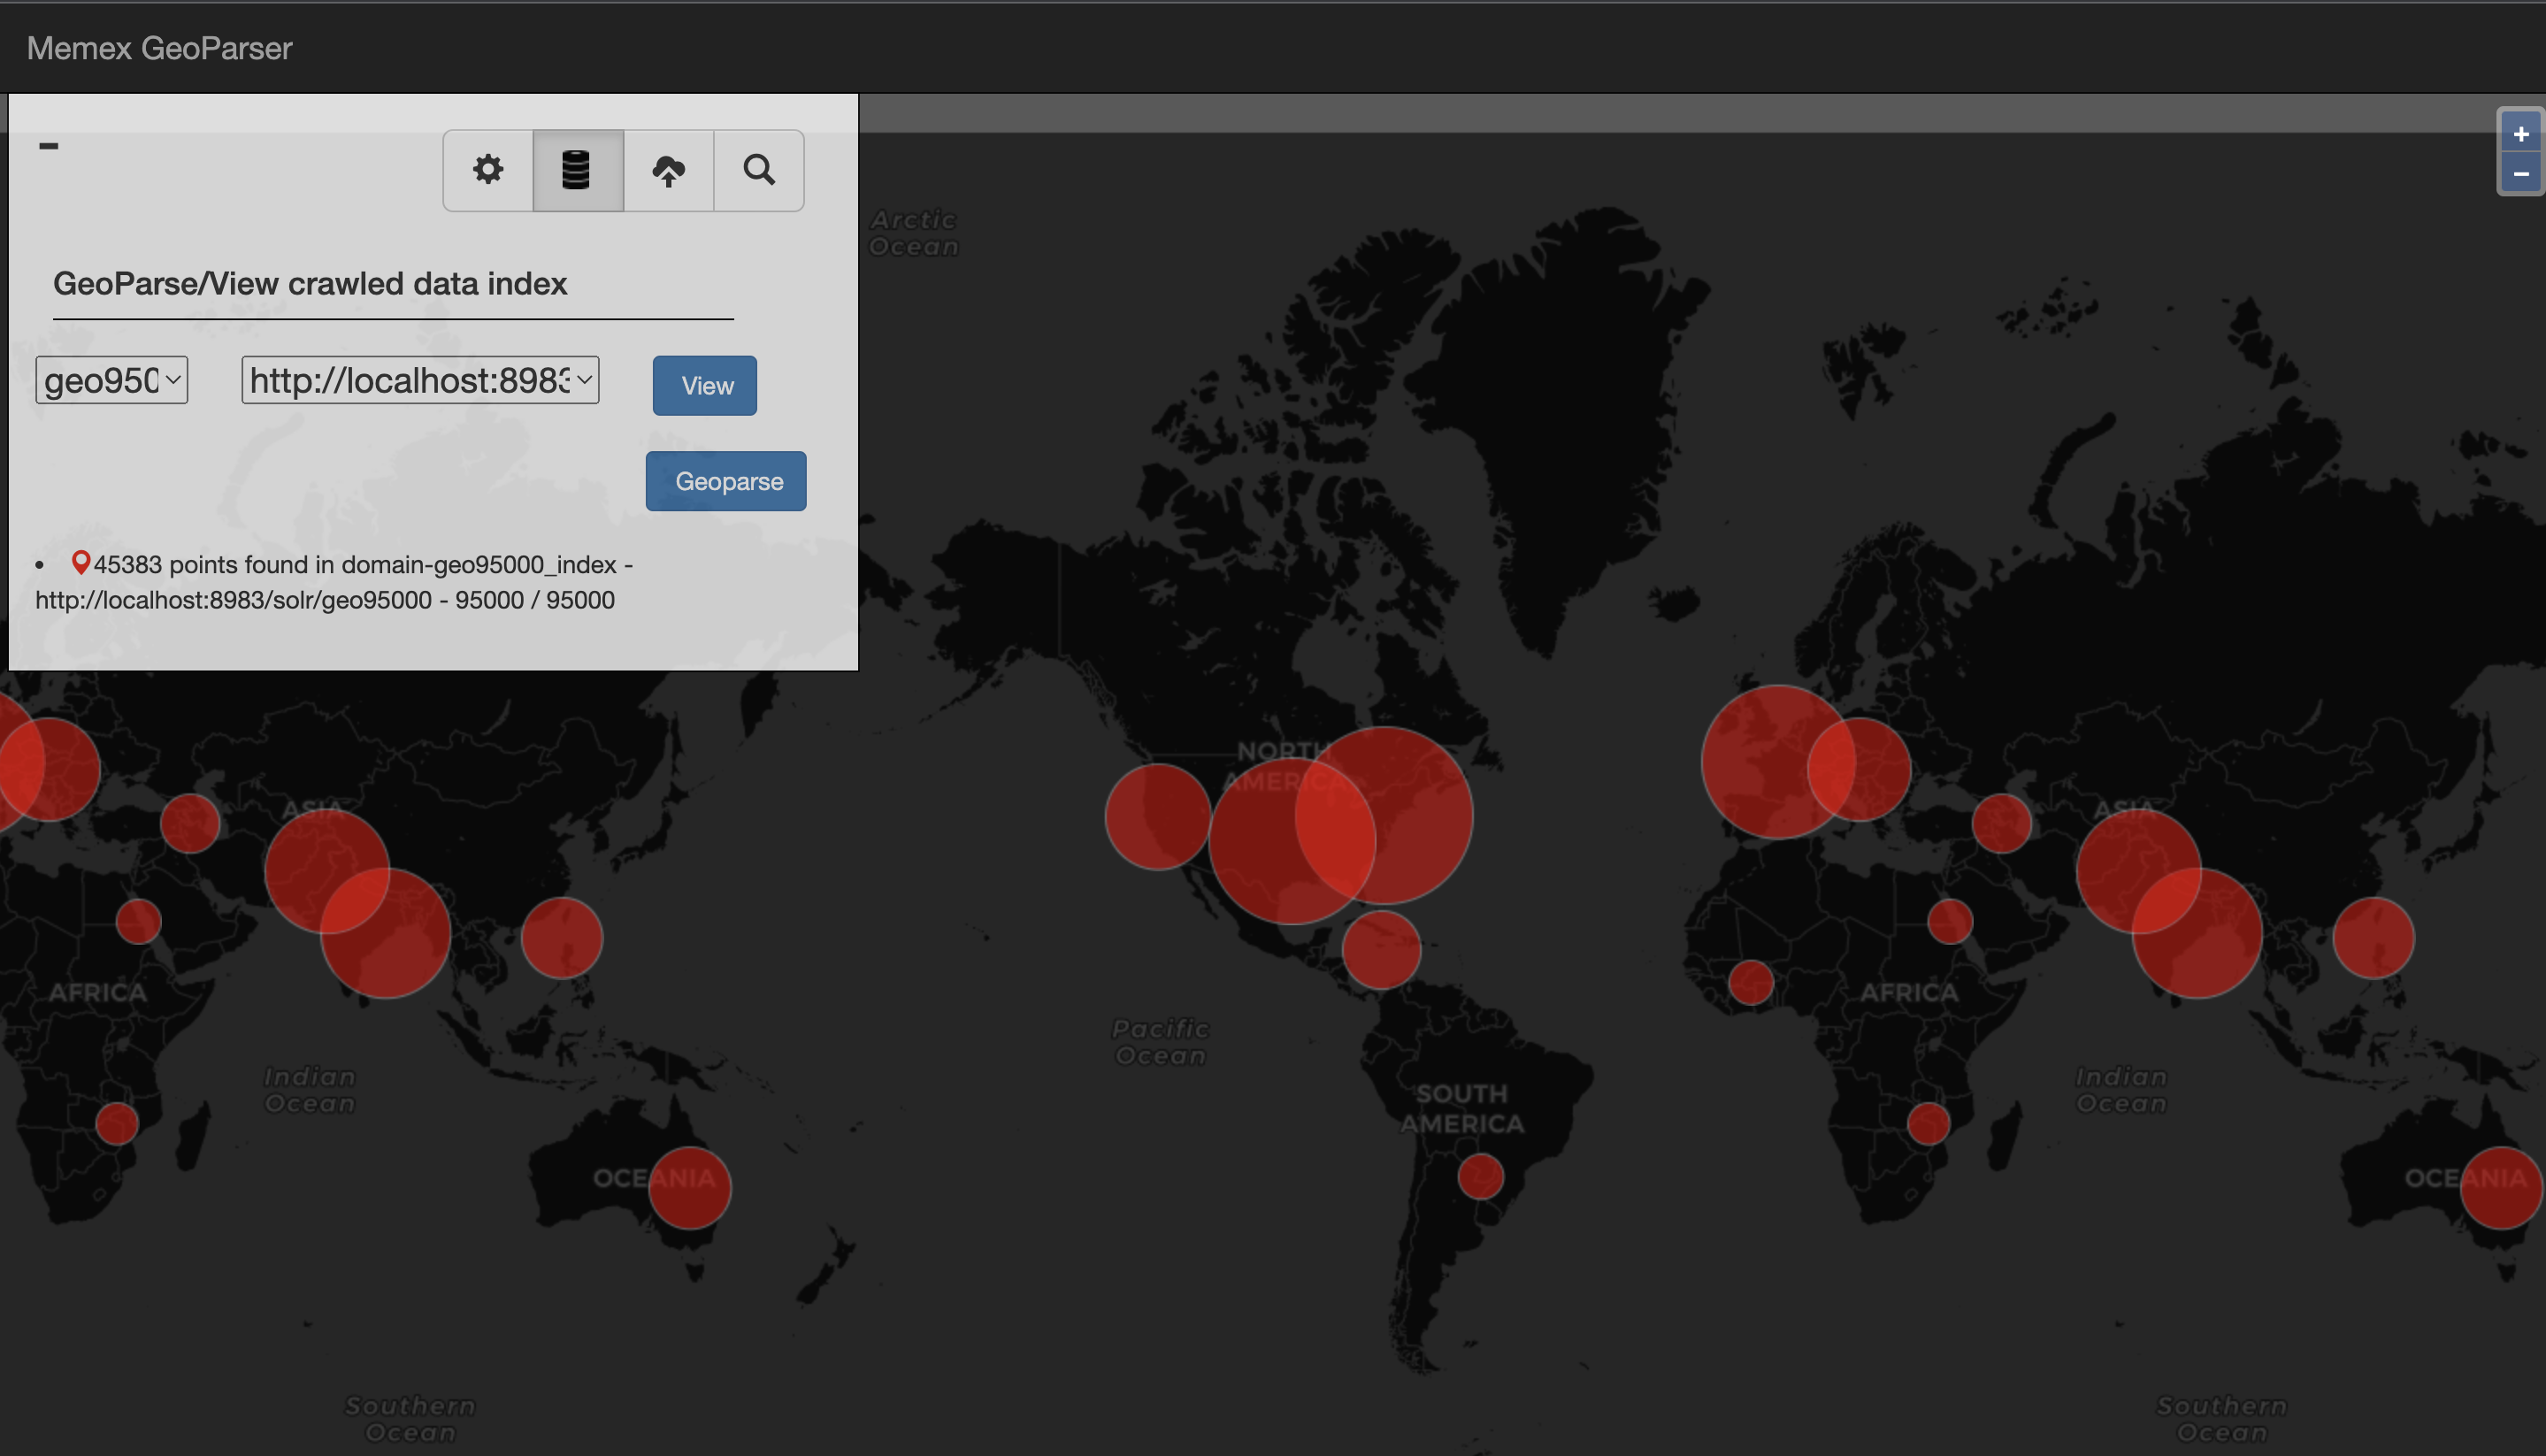 Memex GeoParser
GeoParse/View crawled data index
geo950
http://localhost:8983
View
Geoparse
45383 points found in domain-geo95000_index -
http://localhost:8983/solr/geo95000 - 95000 / 95000
+
−
Arctic
Ocean
NORTH
AMERICA
ASIA
ASIA
AFRICA
AFRICA
Pacific
Ocean
Indian
Ocean
Indian
Ocean
SOUTH
AMERICA
OCEANIA
OCEANIA
Southern
Ocean
Southern
Ocean